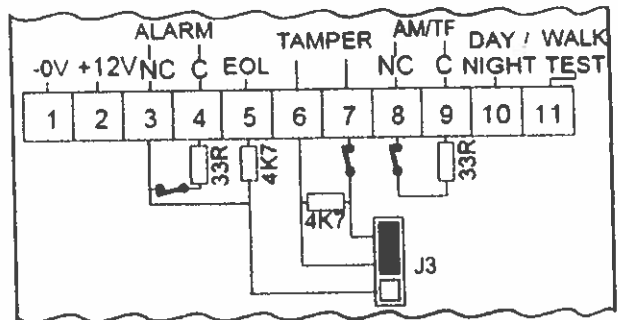 ALARM TAMPER AM/TF DAY / WALK
-0V +12V NC C EOL NC C NIGHT TEST
1 2 3 4 5 6 7 8 9 10 11
33R 4K7 33R
4K7
J3